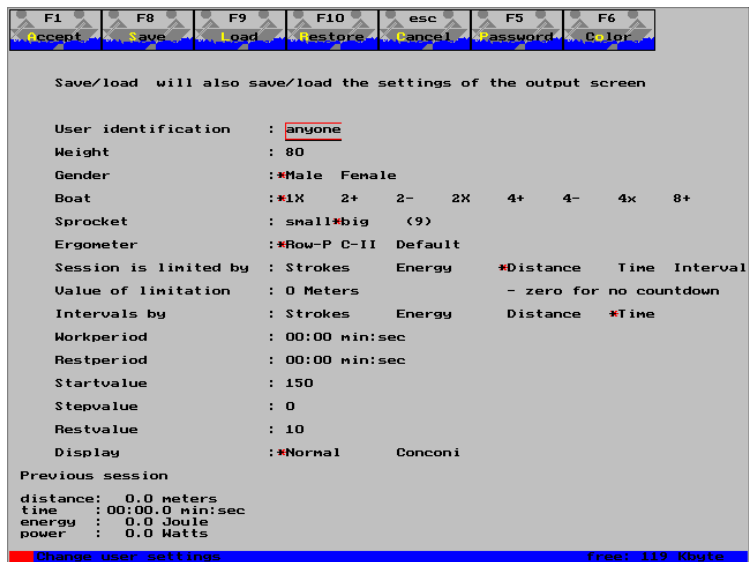 F1 F8 F9 F10 esc F5 F6
Accept Save Load Restore Cancel Password Color
Save/load will also save/load the settings of the output screen
User identification : anyone
Weight : 80
Gender :*Male Female
Boat :*1X 2+ 2- 2X 4+ 4- 4x 8+
Sprocket : small*big (9)
Ergometer :*Row-P C-II Default
Session is limited by : Strokes Energy *Distance Time Interval
Value of limitation : 0 Meters - zero for no countdown
Intervals by : Strokes Energy Distance *Time
Workperiod : 00:00 min:sec
Restperiod : 00:00 min:sec
Startvalue : 150
Stepvalue : 0
Restvalue : 10
Display :*Normal Conconi
Previous session
distance: 0.0 meters
time :00:00.0 min:sec
energy : 0.0 Joule
power : 0.0 Watts
Change user settings free: 119 Kbyte